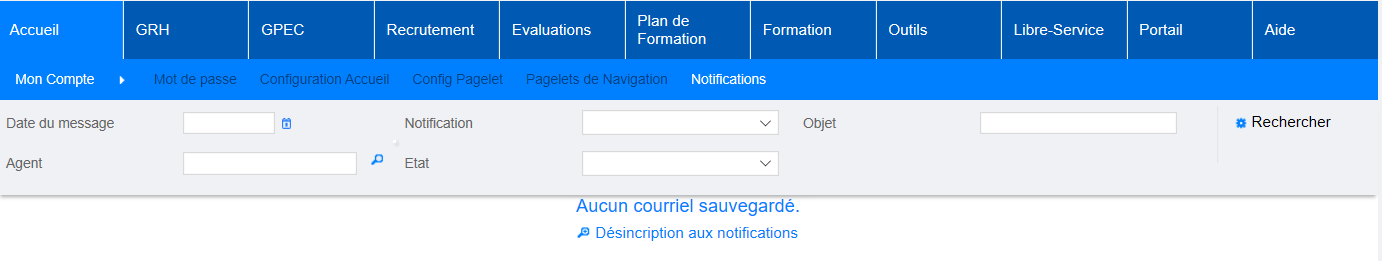 Accueil
GRH
GPEC
Recrutement
Evaluations
Plan de
Formation
Formation
Outils
Libre-Service
Portail
Aide
Mon Compte
Mot de passe
Configuration Accueil
Config Pagelet
Pagelets de Navigation
Notifications
Date du message
Notification
Objet
Rechercher
Agent
Etat
Aucun courriel sauvegardé.
Désincription aux notifications